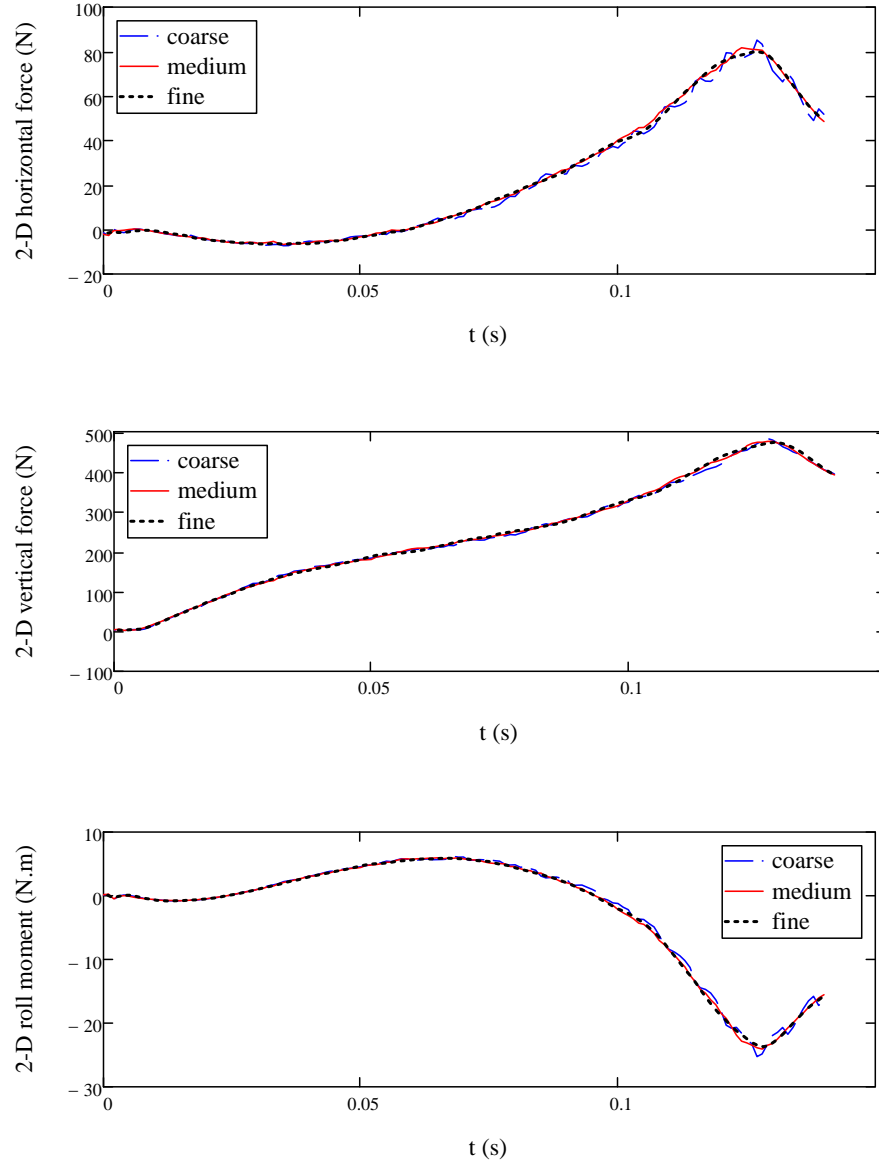 2-D horizontal force (N)
100
80
60
40
20
0
− 20
coarse
medium
fine
0
0.05
0.1
t (s)
2-D vertical force (N)
500
400
300
200
100
0
− 100
coarse
medium
fine
0
0.05
0.1
t (s)
2-D roll moment (N.m)
10
0
− 10
− 20
− 30
coarse
medium
fine
0
0.05
0.1
t (s)